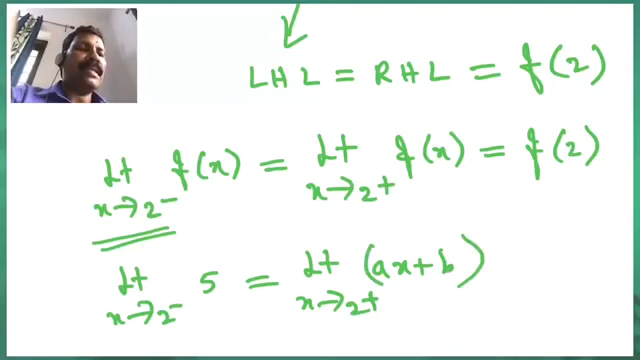 LHL = RHL = f(2)
Lt x→2- f(x) = Lt x→2+ f(x) = f(2)
Lt x→2- 5 = Lt x→2+ (ax+b)